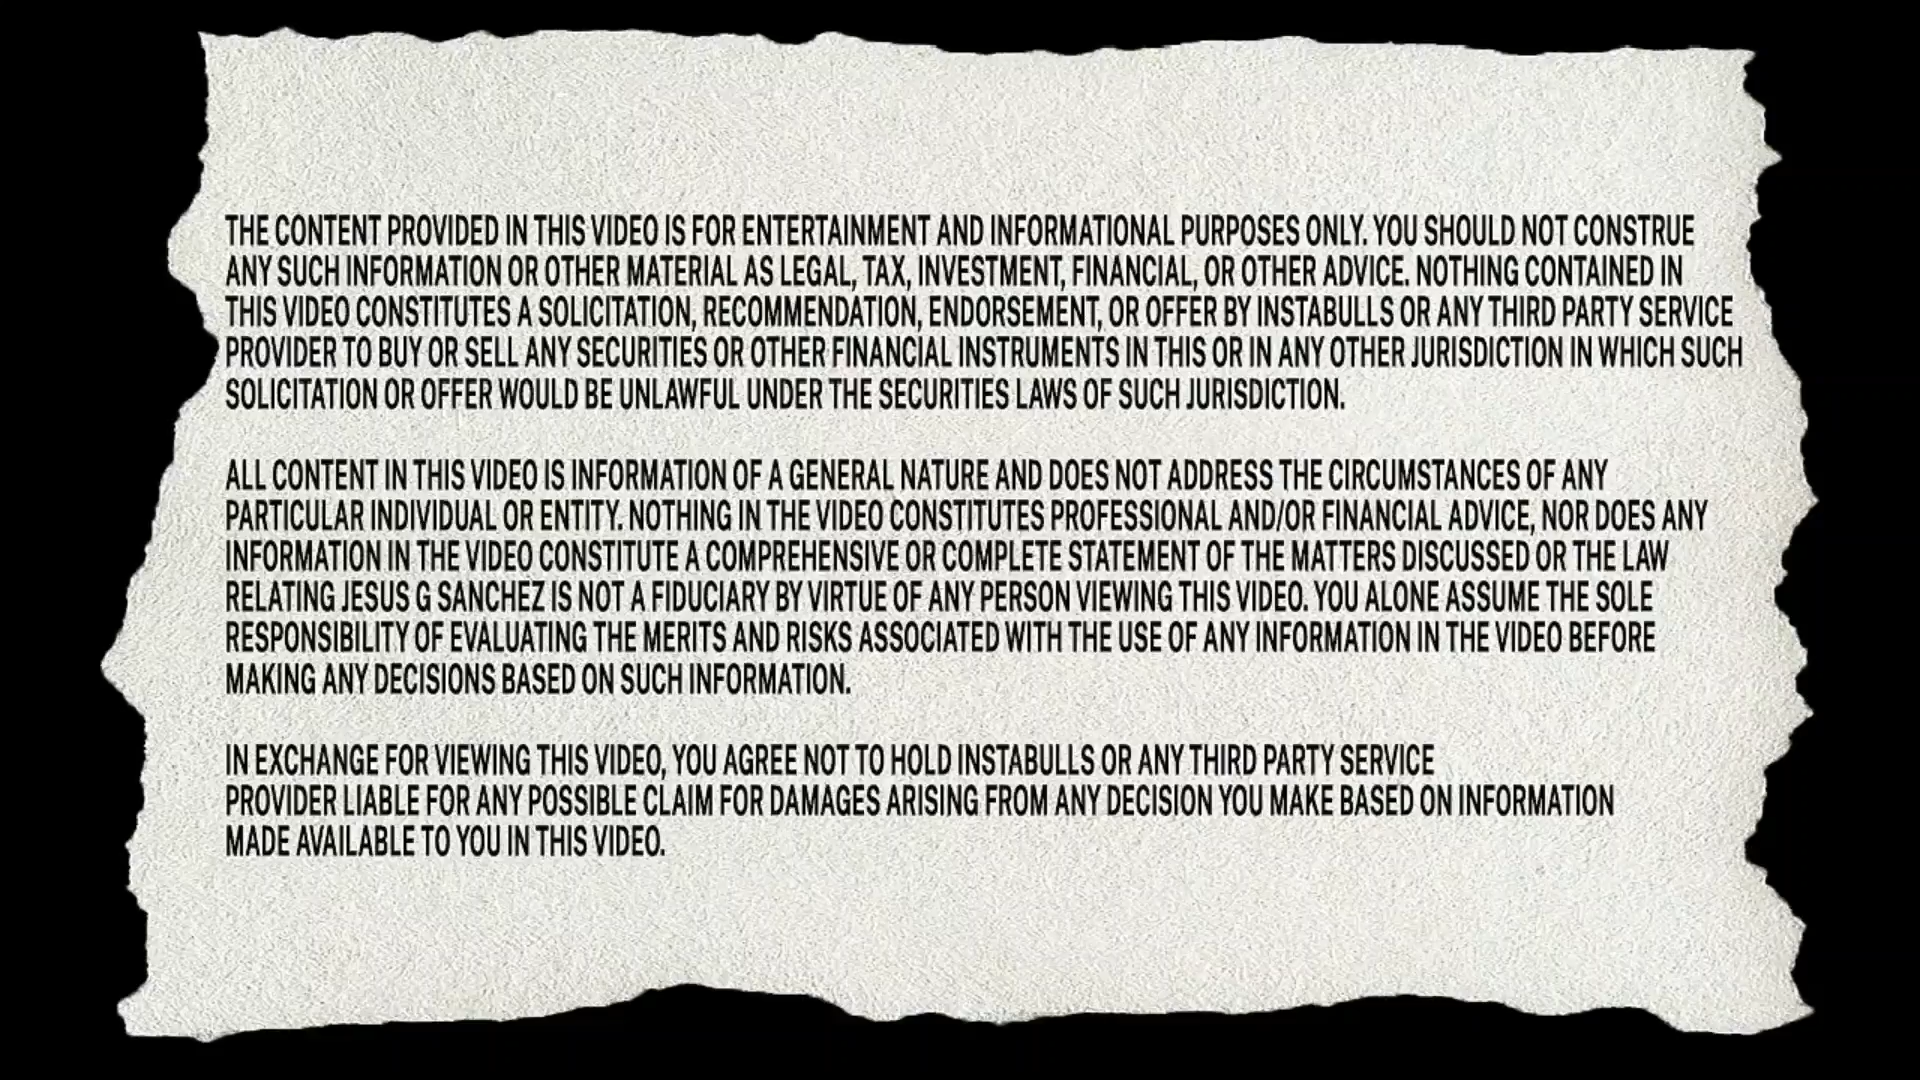 THE CONTENT PROVIDED IN THIS VIDEO IS FOR ENTERTAINMENT AND INFORMATIONAL PURPOSES ONLY. YOU SHOULD NOT CONSTRUE
ANY SUCH INFORMATION OR OTHER MATERIAL AS LEGAL, TAX, INVESTMENT, FINANCIAL, OR OTHER ADVICE. NOTHING CONTAINED IN
THIS VIDEO CONSTITUTES A SOLICITATION, RECOMMENDATION, ENDORSEMENT, OR OFFER BY INSTABULLS OR ANY THIRD PARTY SERVICE
PROVIDER TO BUY OR SELL ANY SECURITIES OR OTHER FINANCIAL INSTRUMENTS IN THIS OR IN ANY OTHER JURISDICTION IN WHICH SUCH
SOLICITATION OR OFFER WOULD BE UNLAWFUL UNDER THE SECURITIES LAWS OF SUCH JURISDICTION.
ALL CONTENT IN THIS VIDEO IS INFORMATION OF A GENERAL NATURE AND DOES NOT ADDRESS THE CIRCUMSTANCES OF ANY
PARTICULAR INDIVIDUAL OR ENTITY. NOTHING IN THE VIDEO CONSTITUTES PROFESSIONAL AND/OR FINANCIAL ADVICE, NOR DOES ANY
INFORMATION IN THE VIDEO CONSTITUTE A COMPREHENSIVE OR COMPLETE STATEMENT OF THE MATTERS DISCUSSED OR THE LAW
RELATING JESUS G SANCHEZ IS NOT A FIDUCIARY BY VIRTUE OF ANY PERSON VIEWING THIS VIDEO. YOU ALONE ASSUME THE SOLE
RESPONSIBILITY OF EVALUATING THE MERITS AND RISKS ASSOCIATED WITH THE USE OF ANY INFORMATION IN THE VIDEO BEFORE
MAKING ANY DECISIONS BASED ON SUCH INFORMATION.
IN EXCHANGE FOR VIEWING THIS VIDEO, YOU AGREE NOT TO HOLD INSTABULLS OR ANY THIRD PARTY SERVICE
PROVIDER LIABLE FOR ANY POSSIBLE CLAIM FOR DAMAGES ARISING FROM ANY DECISION YOU MAKE BASED ON INFORMATION
MADE AVAILABLE TO YOU IN THIS VIDEO.